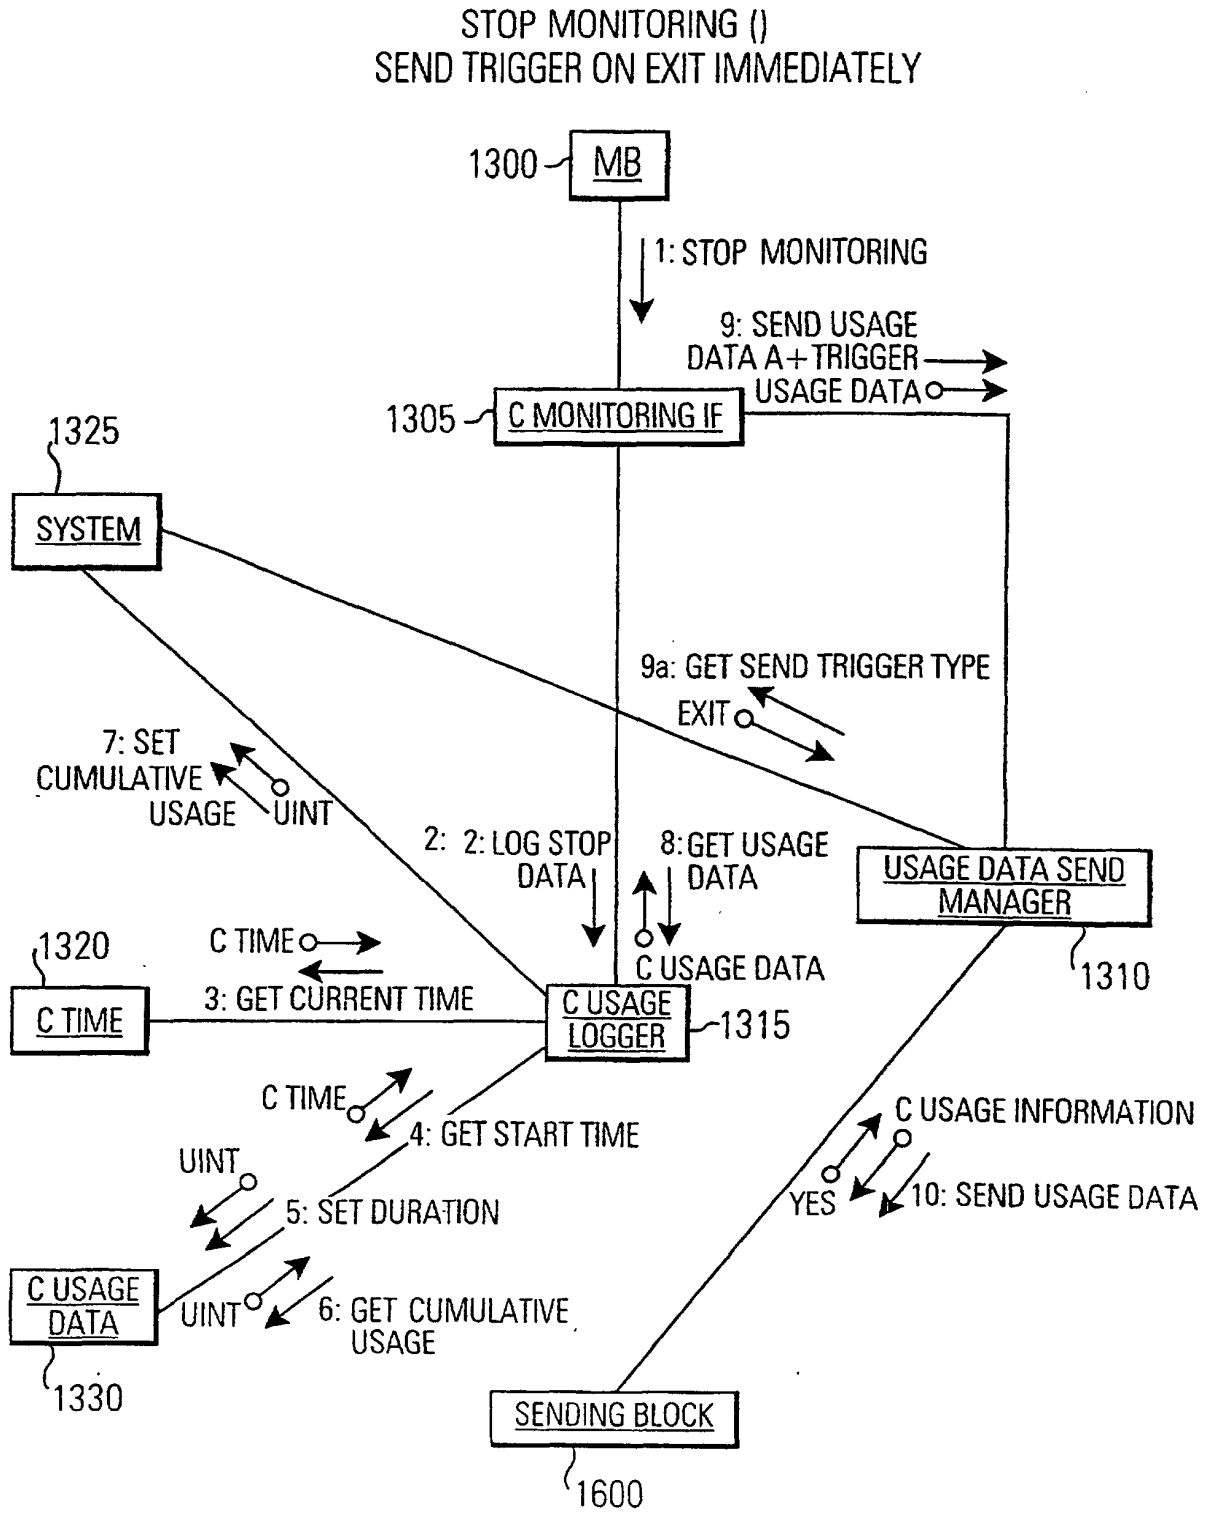 STOP MONITORING ()
SEND TRIGGER ON EXIT IMMEDIATELY
1300
MB
1: STOP MONITORING
9: SEND USAGE
DATA A+TRIGGER
USAGE DATA
1305
C MONITORING IF
1325
SYSTEM
9a: GET SEND TRIGGER TYPE
EXIT
7: SET
CUMULATIVE
USAGE
UINT
2: 2: LOG STOP
DATA
8: GET USAGE
DATA
C USAGE DATA
USAGE DATA SEND
MANAGER
1310
1320
C TIME
C TIME
3: GET CURRENT TIME
C USAGE
LOGGER
1315
C TIME
4: GET START TIME
UINT
5: SET DURATION
UINT
6: GET CUMULATIVE
USAGE
C USAGE
DATA
1330
C USAGE INFORMATION
YES
10: SEND USAGE DATA
SENDING BLOCK
1600